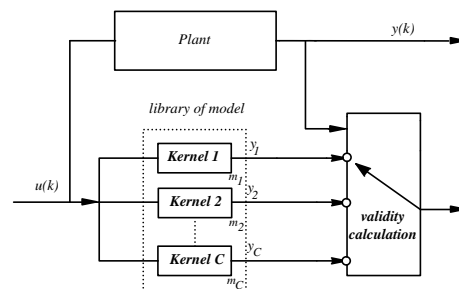 Plant
y(k)
library of model
Kernel 1
y1
m1
u(k)
Kernel 2
y2
m2
validity
calculation
Kernel C
yC
mC